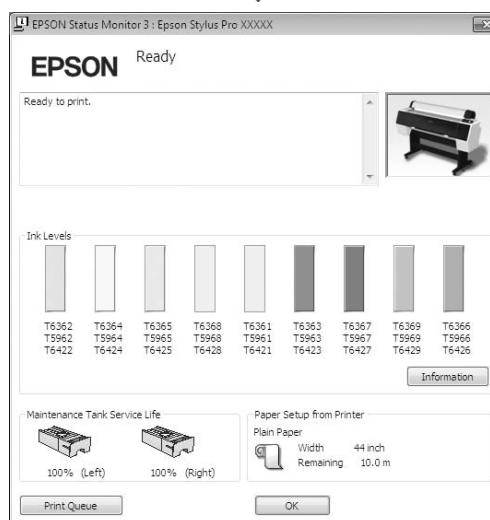 EPSON Status Monitor 3 : Epson Stylus Pro XXXXX
EPSON
Ready
Ready to print.
Ink Levels
T6362 T6364 T6365 T6368 T6361 T6363 T6367 T6369 T6366
T5962 T5964 T5965 T5968 T5961 T5963 T5967 T5969 T5966
T6422 T6424 T6425 T6428 T6421 T6423 T6427 T6429 T6426
Information
Maintenance Tank Service Life
100% (Left) 100% (Right)
Paper Setup from Printer
Plain Paper
Width 44 inch
Remaining 10.0 m
Print Queue
OK